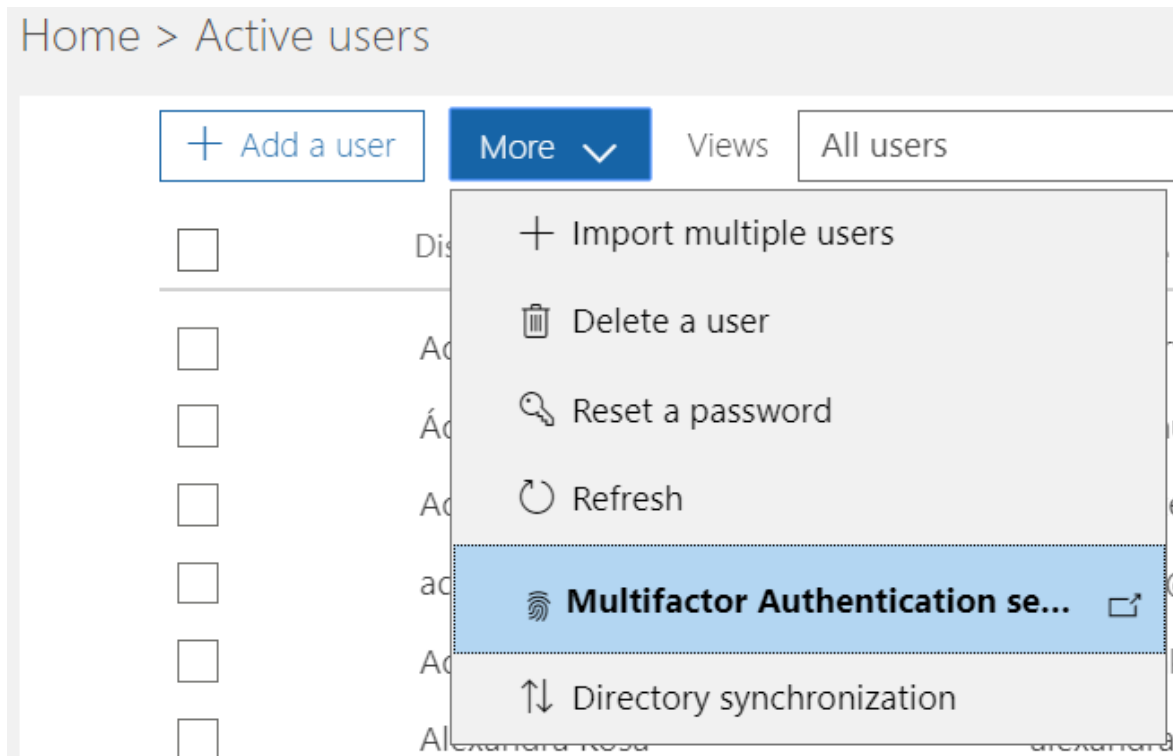 Home > Active users
+ Add a user More Views All users
Import multiple users
Delete a user
Reset a password
Refresh
Multifactor Authentication se...
Directory synchronization